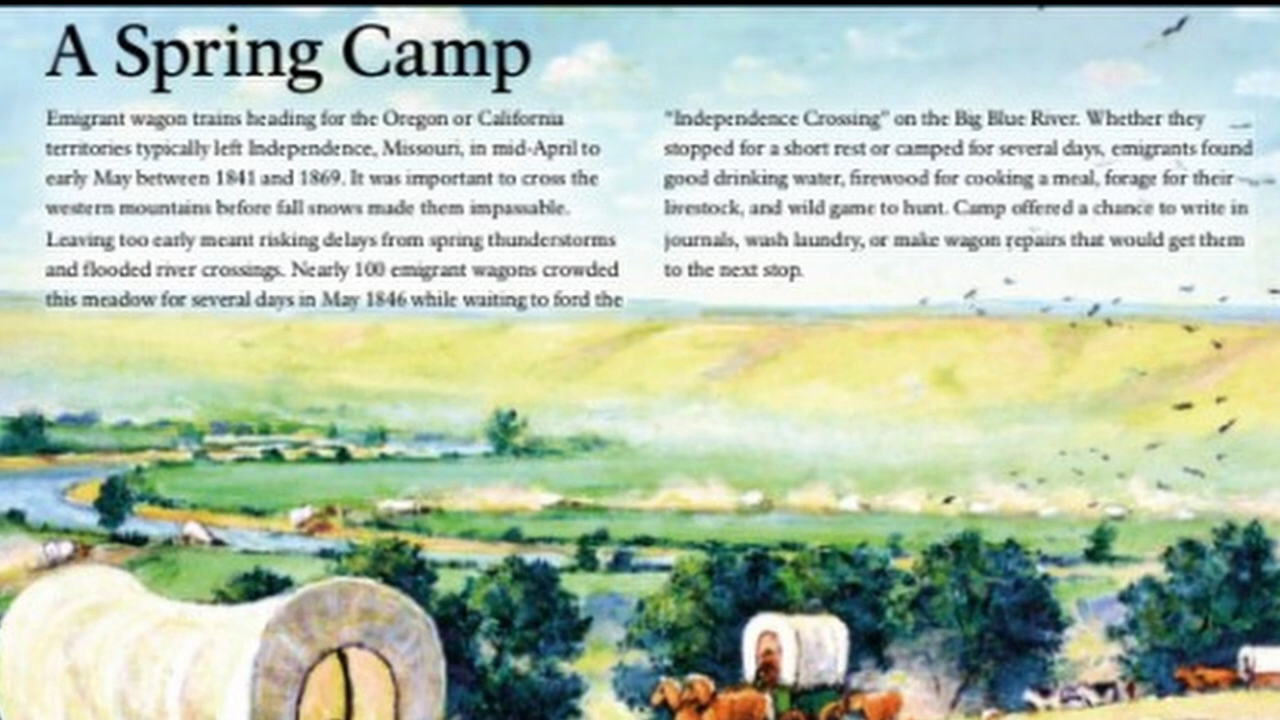 A Spring Camp
Emigrant wagon trains heading for the Oregon or California
territories typically left Independence, Missouri, in mid-April to
early May between 1841 and 1869. It was important to cross the
western mountains before fall snows made them impassable.
Leaving too early meant risking delays from spring thunderstorms
and flooded river crossings. Nearly 100 emigrant wagons crowded
this meadow for several days in May 1846 while waiting to ford the
"Independence Crossing" on the Big Blue River. Whether they
stopped for a short rest or camped for several days, emigrants found
good drinking water, firewood for cooking a meal, forage for their
livestock, and wild game to hunt. Camp offered a chance to write in
journals, wash laundry, or make wagon repairs that would get them
to the next stop.